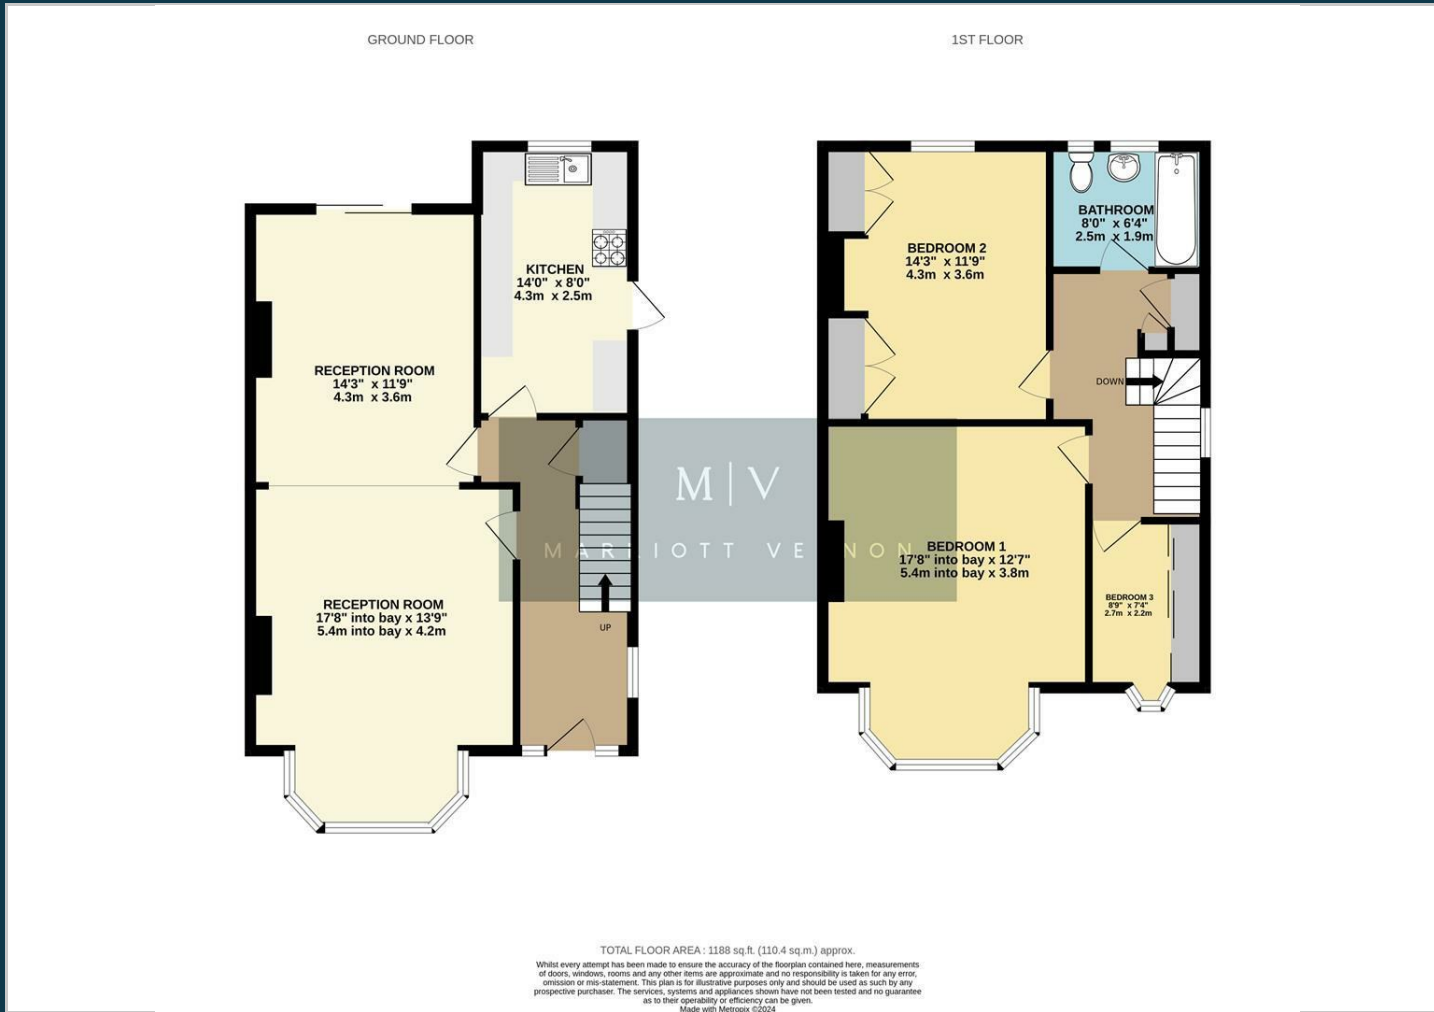 GROUND FLOOR
1ST FLOOR
KITCHEN
14'0" x 8'0"
4.3m x 2.5m
RECEPTION ROOM
14'3" x 11'9"
4.3m x 3.6m
RECEPTION ROOM
17'8" into bay x 13'9"
5.4m into bay x 4.2m
UP
M|V
MARRIOTT VERNON
BEDROOM 2
14'3" x 11'9"
4.3m x 3.6m
BATHROOM
8'0" x 6'4"
2.5m x 1.9m
DOWN
BEDROOM 1
17'8" into bay x 12'7"
5.4m into bay x 3.8m
BEDROOM 3
8'9" x 7'4"
2.7m x 2.2m
TOTAL FLOOR AREA : 1188 sq.ft. (110.4 sq.m.) approx.
Whilst every attempt has been made to ensure the accuracy of the floorplan contained here, measurements
of doors, windows, rooms and any other items are approximate and no responsibility is taken for any error,
omission or mis-statement. This plan is for illustrative purposes only and should be used as such by any
prospective purchaser. The services, systems and appliances shown have not been tested and no guarantee
as to their operability or efficiency can be given.
Made with Metropix ©2024